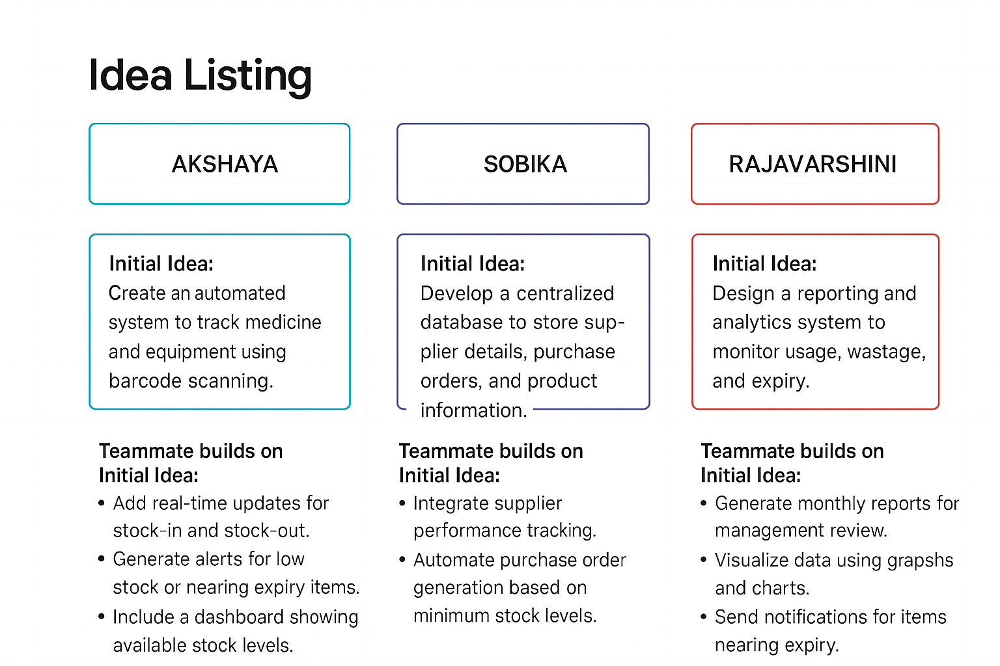 Idea Listing
AKSHAYA
Initial Idea:
Create an automated
system to track medicine
and equipment using
barcode scanning.
Teammate builds on
Initial Idea:
• Add real-time updates for
stock-in and stock-out.
• Generate alerts for low
stock or nearing expiry items.
• Include a dashboard showing
available stock levels.
SOBIKA
Initial Idea:
Develop a centralized
database to store sup-
plier details, purchase
orders, and product
information.
Teammate builds on
Initial Idea:
• Integrate supplier
performance tracking.
• Automate purchase order
generation based on
minimum stock levels.
RAJAVARSHINI
Initial Idea:
Design a reporting and
analytics system to
monitor usage, wastage,
and expiry.
Teammate builds on
Initial Idea:
• Generate monthly reports for
management review.
• Visualize data using grapshs
and charts.
• Send notifications for items
nearing expiry.